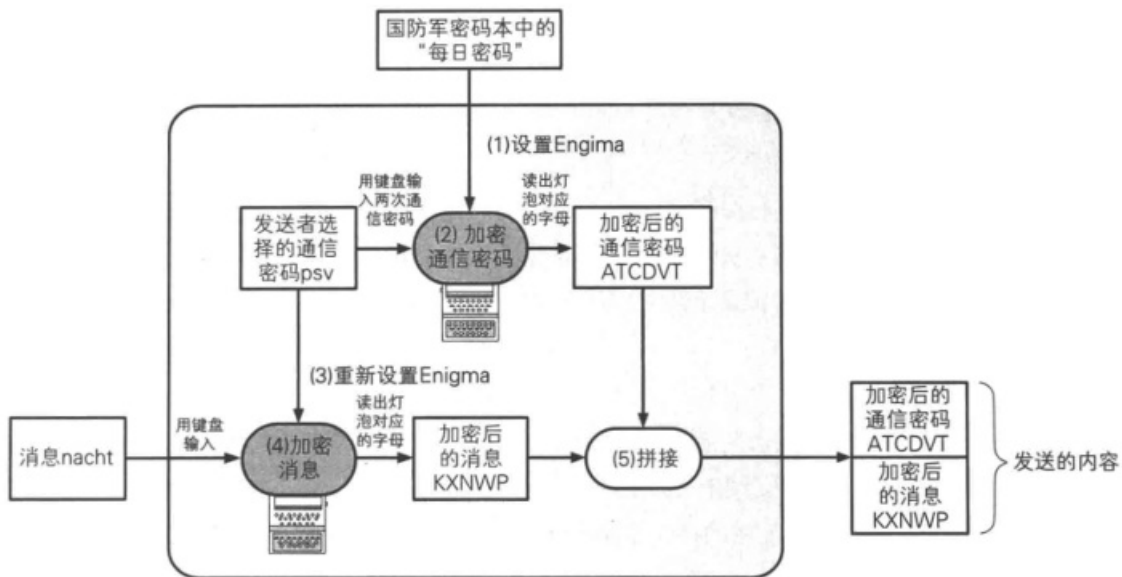 国防军密码本中的
“每日密码”
(1)设置Engima
用键盘输
入两次通
信密码
读出灯
泡对应
的字母
发送者选
择的通信
密码psv
(2) 加密
通信密码
加密后的
通信密码
ATCDVT
(3)重新设置Enigma
读出灯
泡对应
的字母
消息nacht
用键盘
输入
(4)加密
消息
加密后
的消息
KXNWP
(5)拼接
加密后的
通信密码
ATCDVT
加密后
的消息
KXNWP
发送的内容